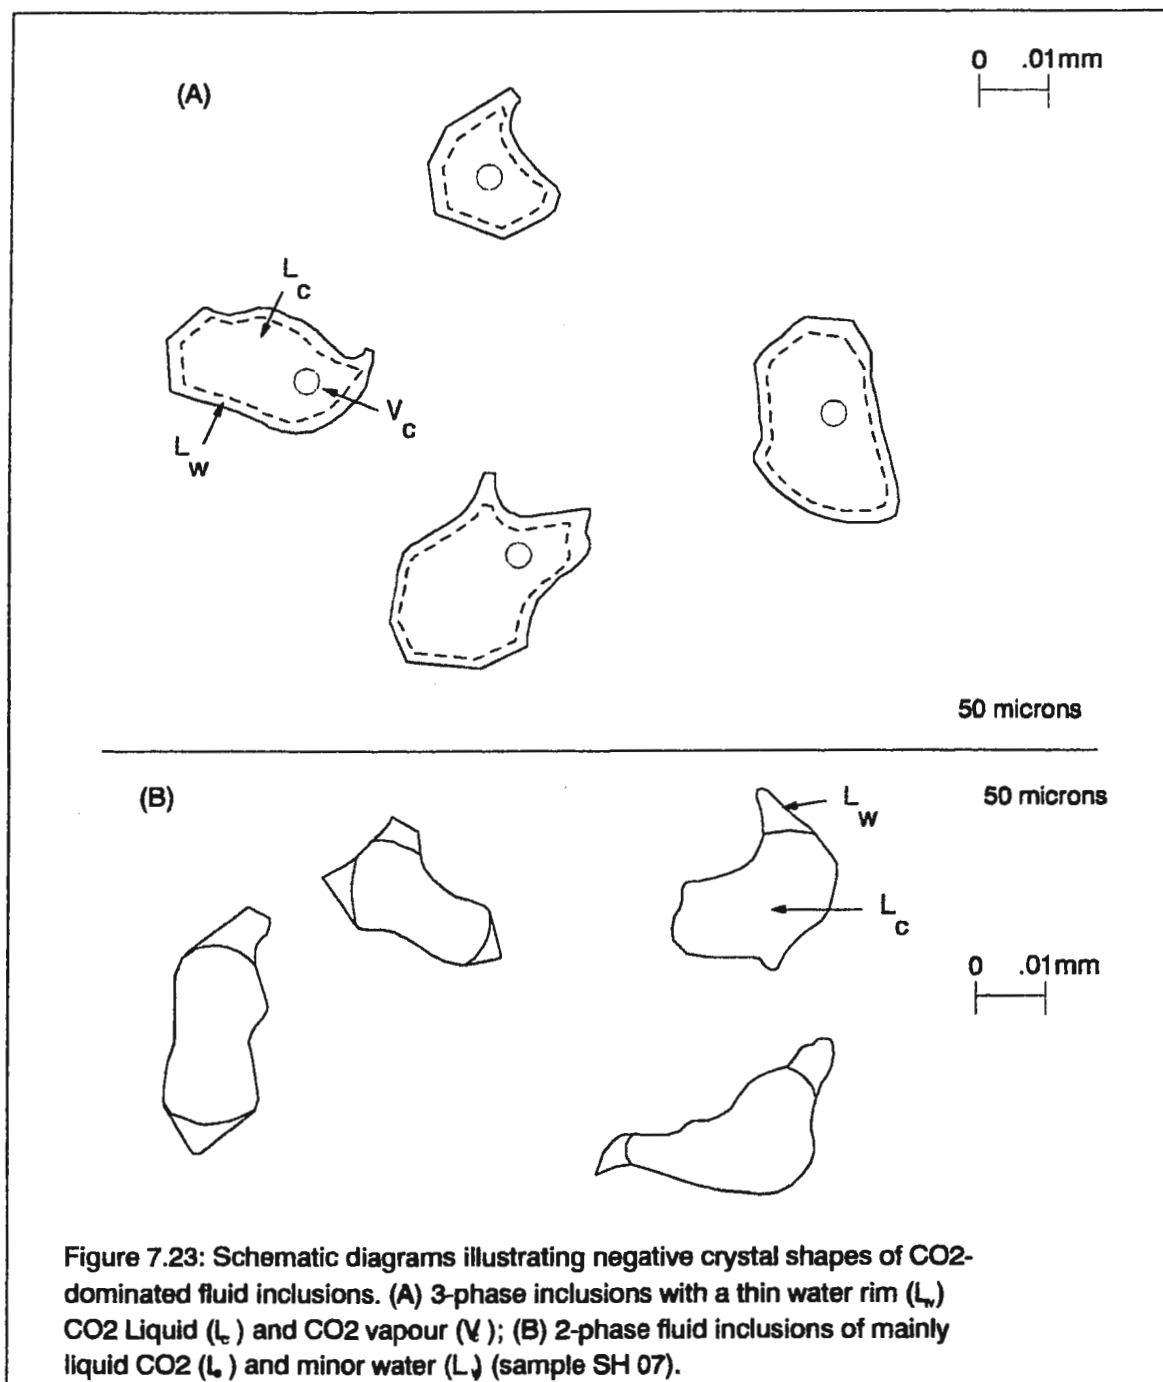 (A)
0 .01mm
Lc
Vc
Lw
50 microns
(B)
50 microns
Lw
Lc
0 .01mm
Figure 7.23: Schematic diagrams illustrating negative crystal shapes of CO2-
dominated fluid inclusions. (A) 3-phase inclusions with a thin water rim (Lw)
CO2 Liquid (Lc ) and CO2 vapour (V ); (B) 2-phase fluid inclusions of mainly
liquid CO2 (L ) and minor water (L ) (sample SH 07).